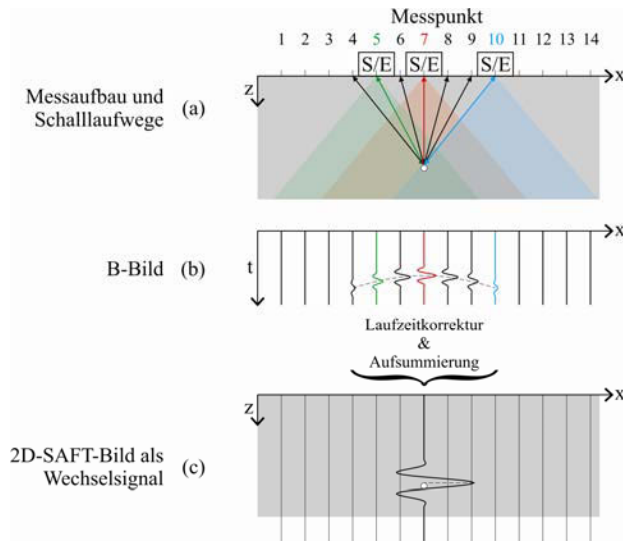 Messpunkt
1 2 3 4 5 6 7 8 9 10 11 12 13 14
S/E S/E S/E
x
z
Messaufbau und
Schalllaufwege
(a)
x
B-Bild (b) t
Laufzeitkorrektur
&
Aufsummierung
x
z
2D-SAFT-Bild als
Wechselsignal
(c)